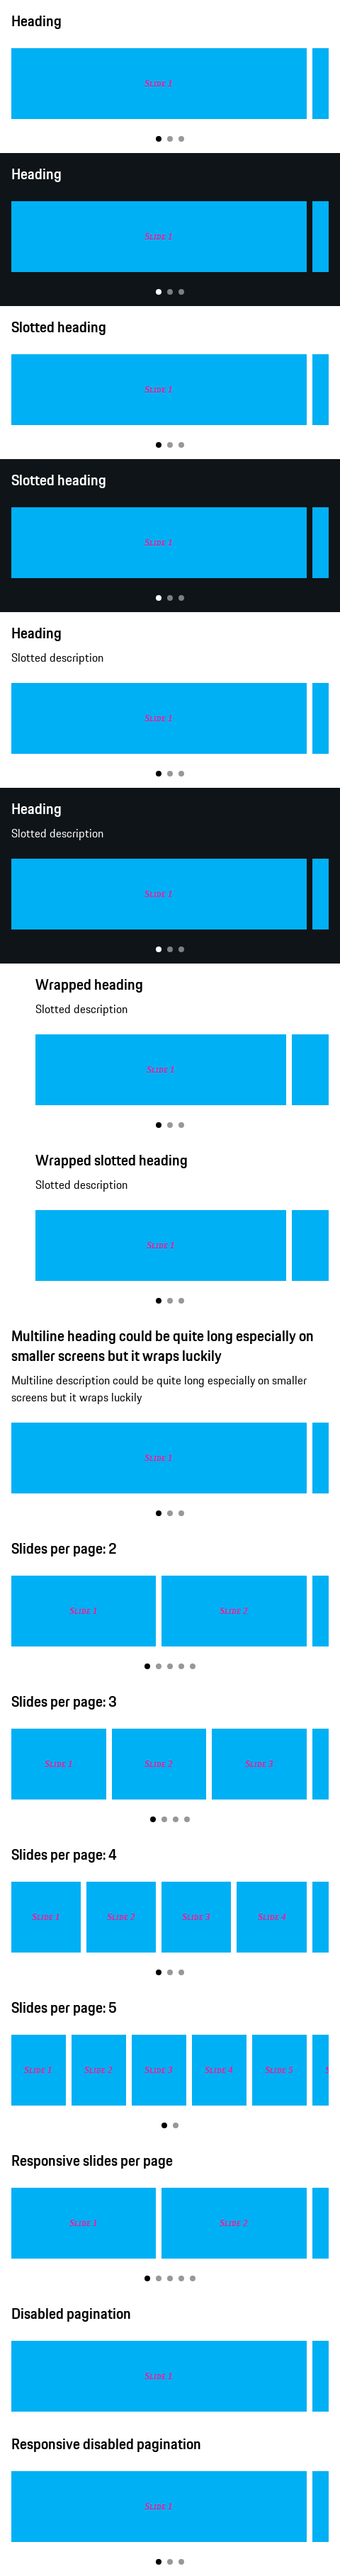 Heading
Slide 1
Heading
Slide 1
Slotted heading
Slide 1
Slotted heading
Slide 1
Heading
Slotted description
Slide 1
Heading
Slotted description
Slide 1
Wrapped heading
Slotted description
Slide 1
Wrapped slotted heading
Slotted description
Slide 1
Multiline heading could be quite long especially on
smaller screens but it wraps luckily
Multiline description could be quite long especially on smaller
screens but it wraps luckily
Slide 1
Slides per page: 2
Slide 1 Slide 2
Slides per page: 3
Slide 1 Slide 2 Slide 3
Slides per page: 4
Slide 1 Slide 2 Slide 3 Slide 4
Slides per page: 5
Slide 1 Slide 2 Slide 3 Slide 4 Slide 5
Responsive slides per page
Slide 1 Slide 2
Disabled pagination
Slide 1
Responsive disabled pagination
Slide 1